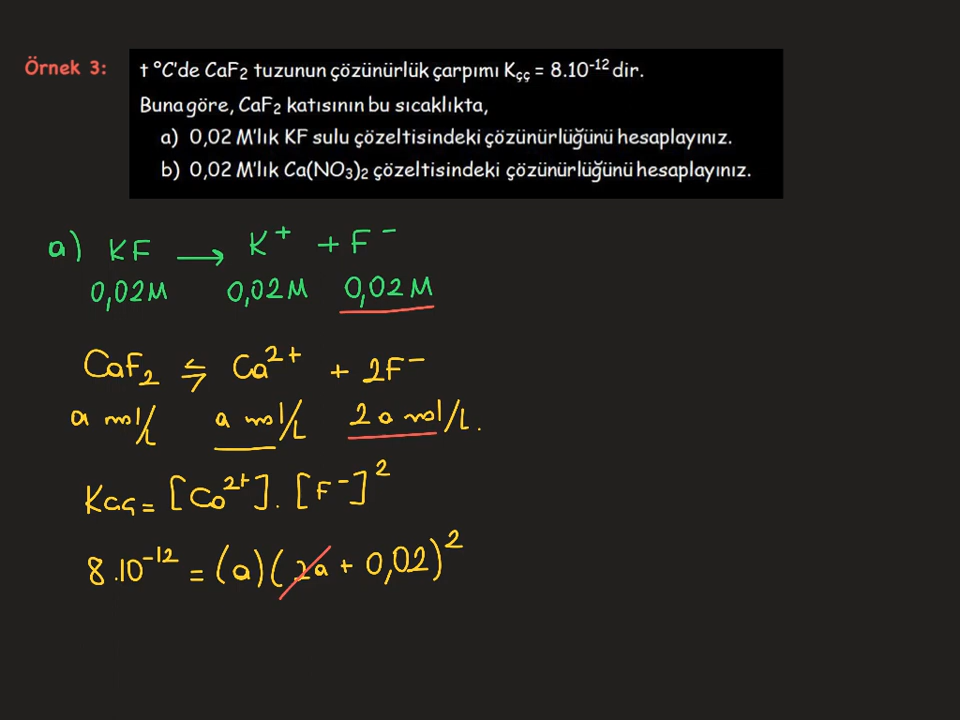 Örnek 3:
t °C'de CaF2 tuzunun çözünürlük çarpımı Kçç = 8.10-12 dir.
Buna göre, CaF2 katısının bu sıcaklıkta,
a) 0,02 M'lık KF sulu çözeltisindeki çözünürlüğünü hesaplayınız.
b) 0,02 M'lık Ca(NO3)2 çözeltisindeki çözünürlüğünü hesaplayınız.
a) KF → K+ + F-
0,02M 0,02M 0,02M
CaF2 ⇋ Ca2+ + 2F-
a mol/L a mol/L 2a mol/L.
Kçç = [Ca2+] . [F-]2
8.10-12 = (a)(2a + 0,02)2